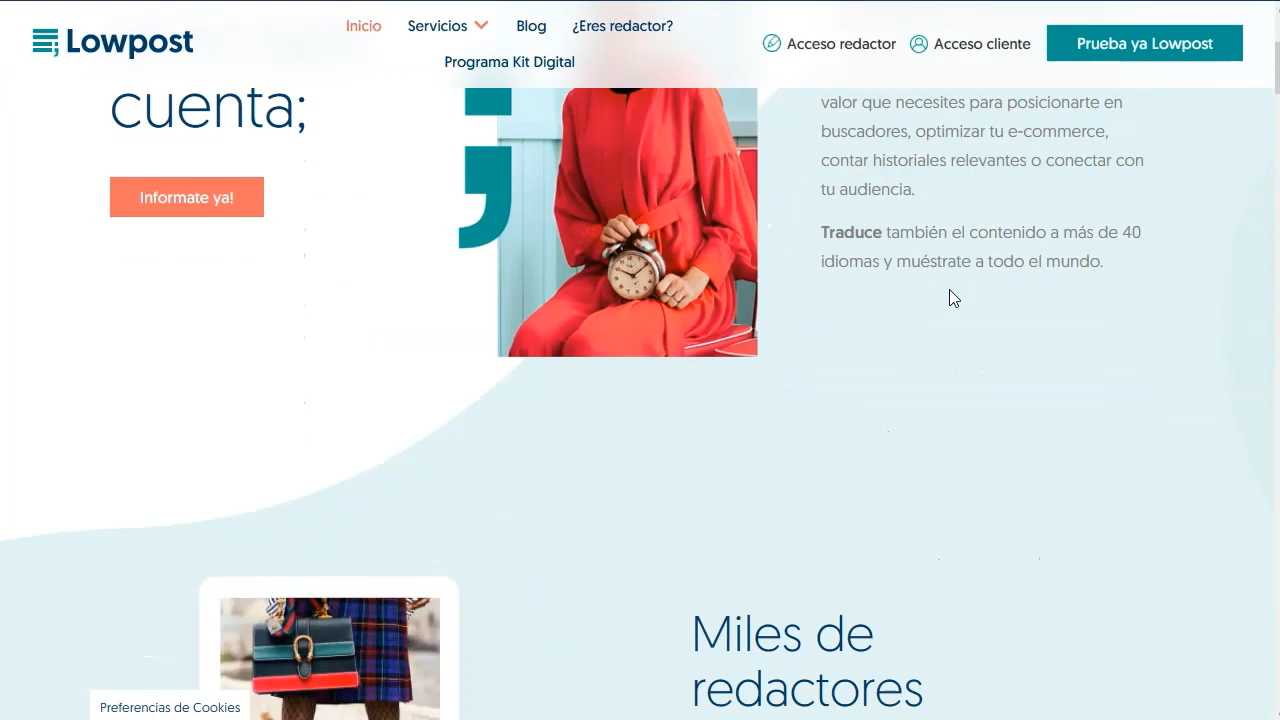 Lowpost
Inicio
Servicios
Blog
¿Eres redactor?
Programa Kit Digital
Acceso redactor
Acceso cliente
Prueba ya Lowpost
cuenta;
Informate ya!
valor que necesites para posicionarte en
buscadores, optimizar tu e-commerce,
contar historiales relevantes o conectar con
tu audiencia.
Traduce también el contenido a más de 40
idiomas y muéstrate a todo el mundo.
Miles de
redactores
Preferencias de Cookies